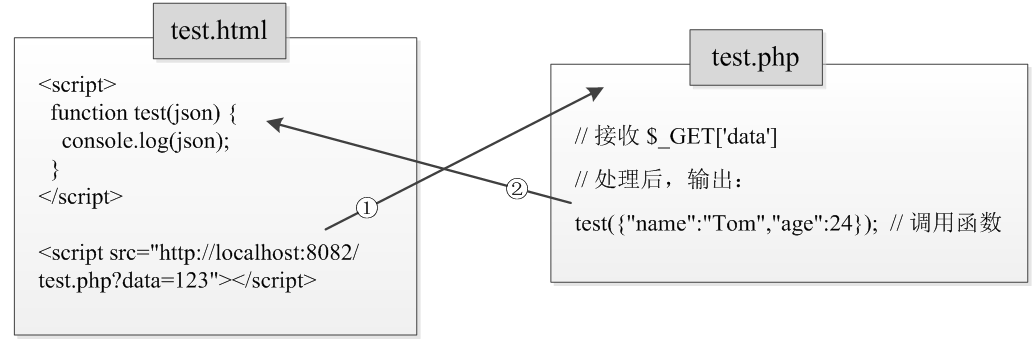 test.html
<script>
function test(json) {
console.log(json);
}
</script>
<script src="http://localhost:8082/
test.php?data=123"></script>
①
②
test.php
// 接收 $_GET['data']
// 处理后，输出：
test({"name":"Tom","age":24}); // 调用函数